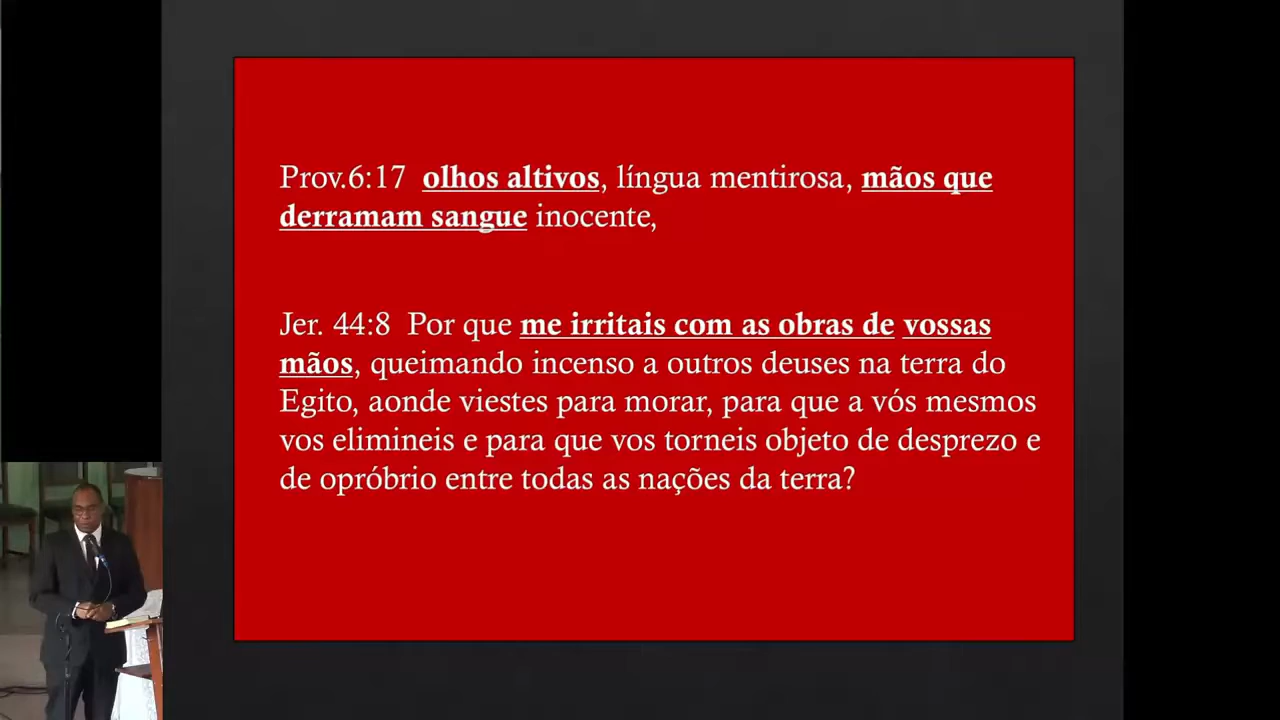 Prov.6:17 olhos altivos, língua mentirosa, mãos que
derramam sangue inocente,
Jer. 44:8 Por que me irritais com as obras de vossas
mãos, queimando incenso a outros deuses na terra do
Egito, aonde viestes para morar, para que a vós mesmos
vos elimineis e para que vos torneis objeto de desprezo e
de opróbrio entre todas as nações da terra?